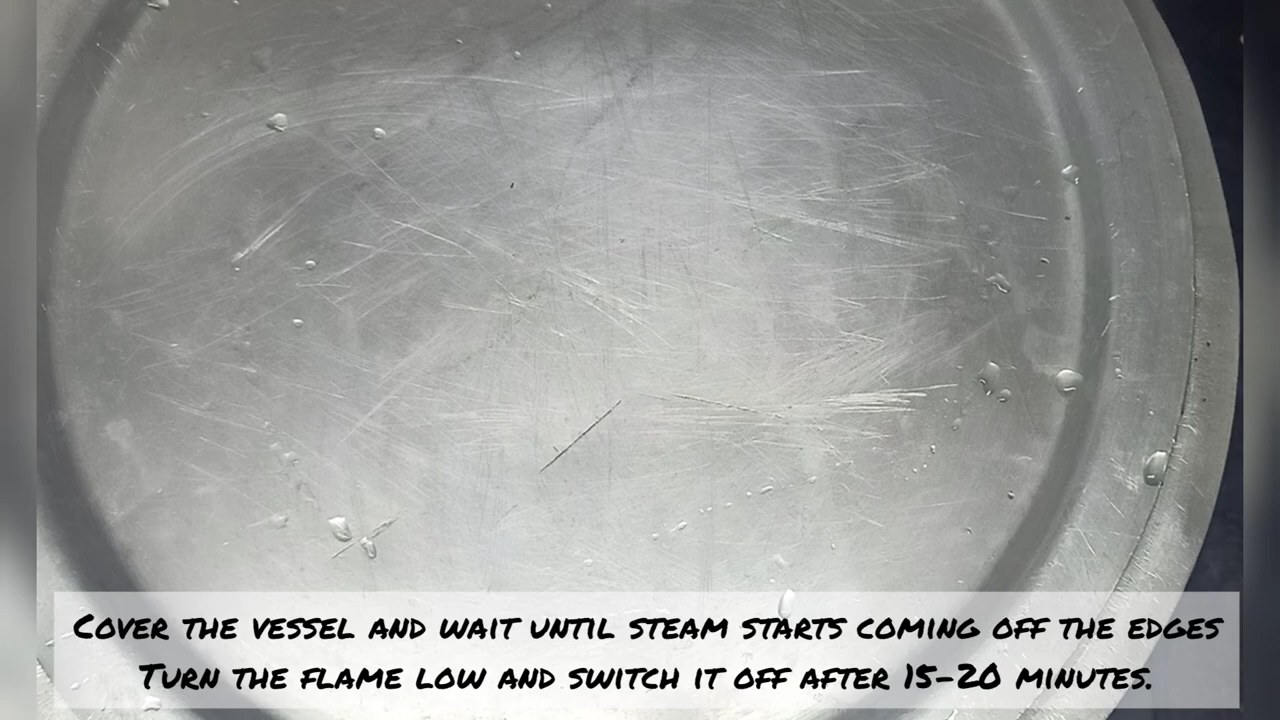 Cover the vessel and wait until steam starts coming off the edges
Turn the flame low and switch it off after 15-20 minutes.